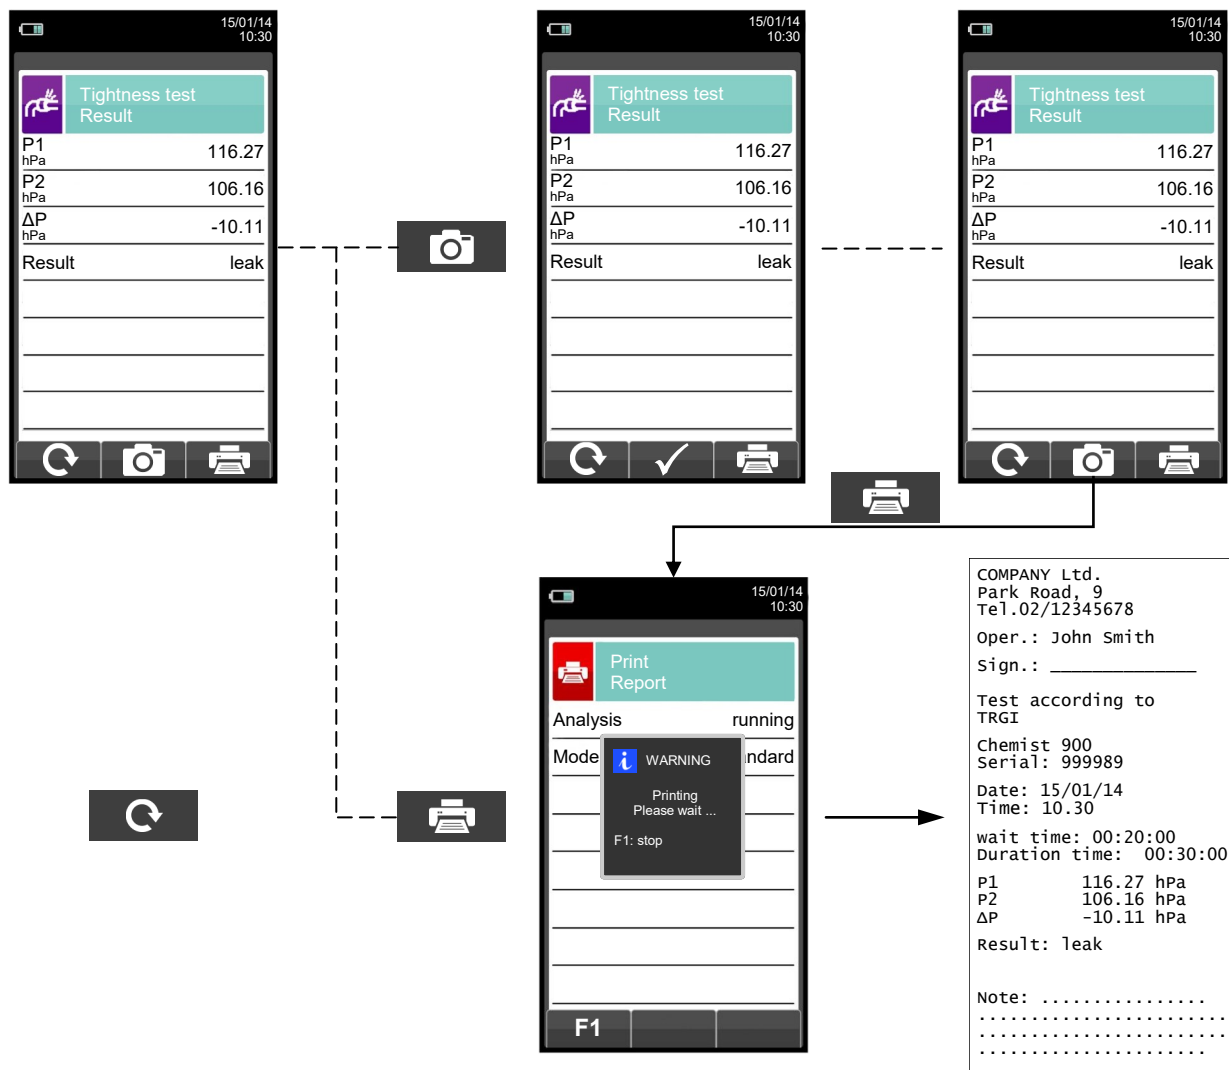 15/01/14
10:30
Tightness test
Result
P1
hPa
116.27
P2
hPa
106.16
ΔP
hPa
-10.11
Result leak
15/01/14
10:30
Tightness test
Result
P1
hPa
116.27
P2
hPa
106.16
ΔP
hPa
-10.11
Result leak
15/01/14
10:30
Tightness test
Result
P1
hPa
116.27
P2
hPa
106.16
ΔP
hPa
-10.11
Result leak
15/01/14
10:30
Print
Report
Analysis running
Mode ndard
i WARNING
Printing
Please wait ...
F1: stop
F1
COMPANY Ltd.
Park Road, 9
Tel.02/12345678
Oper.: John Smith
Sign.: ______________
Test according to
TRGI
Chemist 900
Serial: 999989
Date: 15/01/14
Time: 10.30
wait time: 00:20:00
Duration time: 00:30:00
P1 116.27 hPa
P2 106.16 hPa
ΔP -10.11 hPa
Result: leak
Note: ................
........................
........................
......................